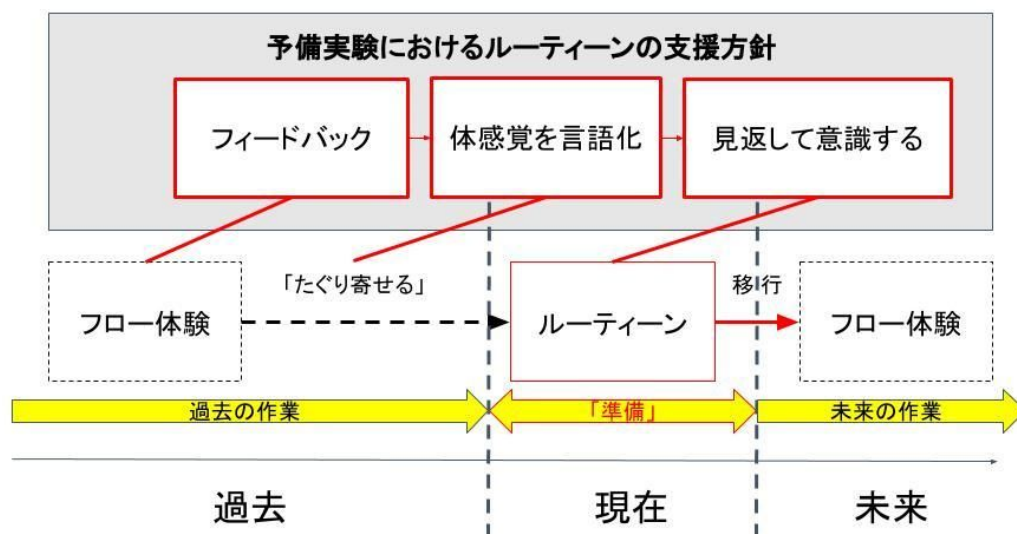 予備実験におけるルーティーンの支援方針
フィードバック
体感覚を言語化
見返して意識する
「たぐり寄せる」
移行
フロー体験
ルーティーン
フロー体験
過去の作業
「準備」
未来の作業
過去
現在
未来